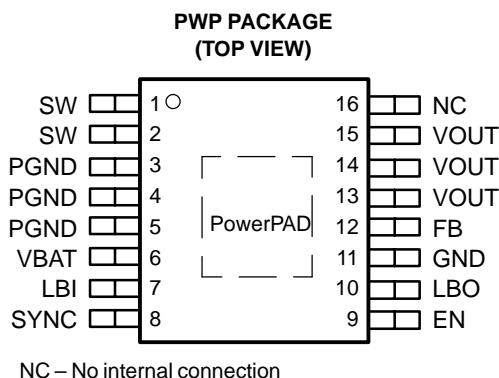 PWP PACKAGE
(TOP VIEW)
SW 1 16 NC
SW 2 15 VOUT
PGND 3 14 VOUT
PGND 4 13 VOUT
PGND 5 PowerPAD 12 FB
VBAT 6 11 GND
LBI 7 10 LBO
SYNC 8 9 EN
NC – No internal connection